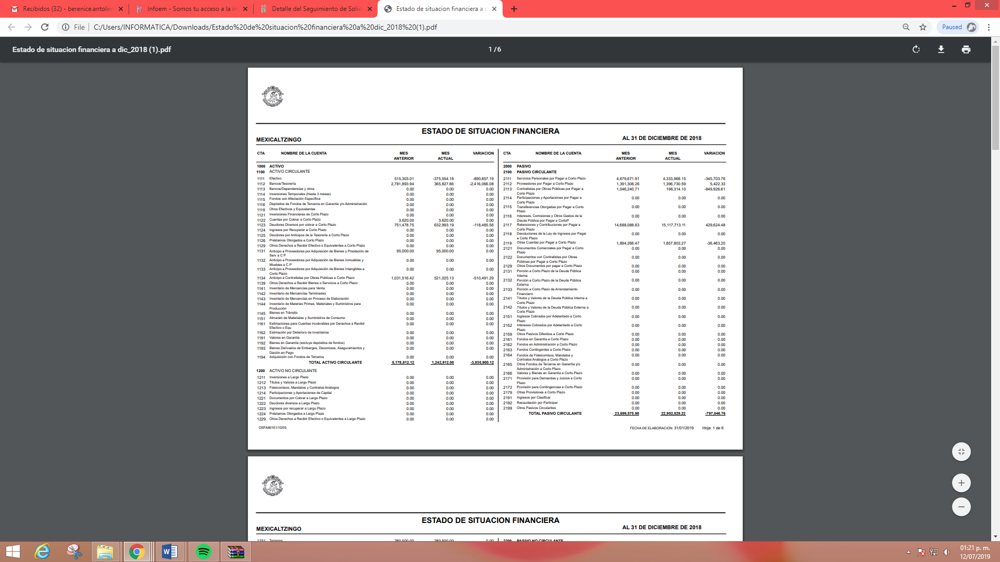 Recibidos (32) - berenice.antolin
Infoem - Somos tu acceso a la in
Detalle del Seguimiento de Solic
Estado de situacion financiera a d
File C:/Users/INFORMATICA/Downloads/Estado%20de%20situacion%20financiera%20a%20dic_2018%20(1).pdf
Paused
Estado de situacion financiera a dic_2018 (1).pdf
1 / 6
ESTADO DE SITUACION FINANCIERA
MEXICALTZINGO
AL 31 DE DICIEMBRE DE 2018
CTA NOMBRE DE LA CUENTA MES ANTERIOR MES ACTUAL VARIACION
1000 ACTIVO
1100 ACTIVO CIRCULANTE
1111 Efectivo 515,303.01 -375,554.18 -890,857.19
1112 Bancos/Tesorería 2,781,893.94 365,827.86 -2,416,066.08
1113 Bancos/Dependencias y otros 0.00 0.00 0.00
1114 Inversiones Temporales (Hasta 3 meses) 0.00 0.00 0.00
1115 Fondos con Afectación Específica 0.00 0.00 0.00
1116 Depósitos de Fondos de Terceros en Garantía y/o Administración 0.00 0.00 0.00
1119 Otros Efectivos y Equivalentes 0.00 0.00 0.00
1121 Inversiones Financieras de Corto Plazo 0.00 0.00 0.00
1122 Cuentas por Cobrar a Corto Plazo 3,620.00 3,620.00 0.00
1123 Deudores Diversos por cobrar a Corto Plazo 751,478.75 632,993.19 -118,485.56
1124 Ingresos por Recuperar a Corto Plazo 0.00 0.00 0.00
1125 Deudores por Anticipos de la Tesorería a Corto Plazo 0.00 0.00 0.00
1126 Préstamos Otorgados a Corto Plazo 0.00 0.00 0.00
1129 Otros Derechos a Recibir Efectivo o Equivalentes a Corto Plazo 0.00 0.00 0.00
1131 Anticipo a Proveedores por Adquisición de Bienes y Prestación de 95,000.00 95,000.00 0.00
Serv a C P
1132 Anticipo a Proveedores por Adquisición de Bienes Inmuebles y 0.00 0.00 0.00
Muebles a C P
1133 Anticipo a Proveedores por Adquisición de Bienes Intangibles a 0.00 0.00 0.00
Corto Plazo
1134 Anticipo a Contratistas por Obras Públicas a Corto Plazo 1,031,516.42 521,025.13 -510,491.29
1139 Otros Derechos a Recibir Bienes o Servicios a Corto Plazo 0.00 0.00 0.00
1141 Inventario de Mercancías para Venta 0.00 0.00 0.00
1142 Inventario de Mercancías Terminadas 0.00 0.00 0.00
1143 Inventario de Mercancías en Proceso de Elaboración 0.00 0.00 0.00
1144 Inventario de Materias Primas, Materiales y Suministros para 0.00 0.00 0.00
Producción
1145 Bienes en Tránsito 0.00 0.00 0.00
1151 Almacén de Materiales y Suministros de Consumo 0.00 0.00 0.00
1161 Estimaciones para Cuentas Incobrables por Derechos a Recibir 0.00 0.00 0.00
Efectivo o Equ
1162 Estimación por Deterioro de Inventarios 0.00 0.00 0.00
1191 Valores en Garantía 0.00 0.00 0.00
1192 Bienes en Garantía (excluye depósitos de fondos) 0.00 0.00 0.00
1193 Bienes Derivados de Embargos, Decomisos, Aseguramientos y 0.00 0.00 0.00
Dación en Pago
1194 Adquisición con Fondos de Terceros 0.00 0.00 0.00
TOTAL ACTIVO CIRCULANTE 5,178,812.12 1,242,912.00 -3,935,900.12
1200 ACTIVO NO CIRCULANTE
1211 Inversiones a Largo Plazo 0.00 0.00 0.00
1212 Títulos y Valores a Largo Plazo 0.00 0.00 0.00
1213 Fideicomisos, Mandatos y Contratos Análogos 0.00 0.00 0.00
1214 Participaciones y Aportaciones de Capital 0.00 0.00 0.00
1221 Documentos por Cobrar a Largo Plazo 0.00 0.00 0.00
1222 Deudores diversos a Largo Plazo 0.00 0.00 0.00
1223 Ingresos por recuperar a Largo Plazo 0.00 0.00 0.00
1224 Préstamos Otorgados a Largo Plazo 0.00 0.00 0.00
1229 Otros Derechos a Recibir Efectivo o Equivalentes a Largo Plazo 0.00 0.00 0.00
CTA NOMBRE DE LA CUENTA MES ANTERIOR MES ACTUAL VARIACION
2000 PASIVO
2100 PASIVO CIRCULANTE
2111 Servicios Personales por Pagar a Corto Plazo 4,679,671.91 4,333,968.15 -345,703.76
2112 Proveedores por Pagar a Corto Plazo 1,391,308.26 1,396,730.59 5,422.33
2113 Contratistas por Obras Públicas por Pagar a 1,046,240.71 196,314.10 -849,926.61
Corto Plazo
2114 Participaciones y Aportaciones por Pagar a 0.00 0.00 0.00
Corto Plazo
2115 Transferencias Otorgadas por Pagar a Corto 0.00 0.00 0.00
Plazo
2116 Intereses, Comisiones y Otros Gastos de la 0.00 0.00 0.00
Deuda Pública por Pagar a CortoP
2117 Retenciones y Contribuciones por Pagar a 14,688,088.63 15,117,713.11 429,624.48
Corto Plazo
2118 Devoluciones de la Ley de Ingresos por Pagar 0.00 0.00 0.00
a Corto Plazo
2119 Otras Cuentas por Pagar a Corto Plazo 1,894,266.47 1,857,803.27 -36,463.20
2121 Documentos Comerciales por Pagar a Corto 0.00 0.00 0.00
Plazo
2122 Documentos con Contratistas por Obras 0.00 0.00 0.00
Públicas por Pagar a Corto Plazo
2129 Otros Documentos por pagar a Corto Plazo 0.00 0.00 0.00
2131 Porción a Corto Plazo de la Deuda Pública 0.00 0.00 0.00
Interna
2132 Porción a Corto Plazo de la Deuda Pública 0.00 0.00 0.00
Externa
2133 Porción a Corto Plazo de Arrendamiento 0.00 0.00 0.00
Financiero
2141 Títulos y Valores de la Deuda Pública Interna a 0.00 0.00 0.00
Corto Plazo
2142 Títulos y Valores de la Deuda Pública Externa a 0.00 0.00 0.00
Corto Plazo
2151 Ingresos Cobrados por Adelantado a Corto 0.00 0.00 0.00
Plazo
2152 Intereses Cobrados por Adelantado a Corto 0.00 0.00 0.00
Plazo
2159 Otros Pasivos Diferidos a Corto Plazo 0.00 0.00 0.00
2161 Fondos en Garantía a Corto Plazo 0.00 0.00 0.00
2162 Fondos en Administración a Corto Plazo 0.00 0.00 0.00
2163 Fondos Contingentes a Corto Plazo 0.00 0.00 0.00
2164 Fondos de Fideicomisos, Mandatos y 0.00 0.00 0.00
Contratos Análogos a Corto Plazo
2165 Otros Fondos de Terceros en Garantía y/o 0.00 0.00 0.00
Administración a Corto Plazo
2166 Valores y Bienes en Garantía a Corto Plazo 0.00 0.00 0.00
2171 Provisión para Demandas y Juicios a Corto 0.00 0.00 0.00
Plazo
2172 Provisión para Contingencias a Corto Plazo 0.00 0.00 0.00
2179 Otras Provisiones a Corto Plazo 0.00 0.00 0.00
2191 Ingresos por Clasificar 0.00 0.00 0.00
2192 Recaudación por Participar 0.00 0.00 0.00
2199 Otros Pasivos Circulantes 0.00 0.00 0.00
TOTAL PASIVO CIRCULANTE 23,699,575.98 22,902,529.22 -797,046.76
OSFAIM101/10/05
FECHA DE ELABORACION: 31/01/2019 Hoja: 1 de 6
ESTADO DE SITUACION FINANCIERA
MEXICALTZINGO
AL 31 DE DICIEMBRE DE 2018
1231 Terrenos 280,500.00 280,500.00 0.00
2200 PASIVO NO CIRCULANTE
01:21 p. m.
12/07/2019